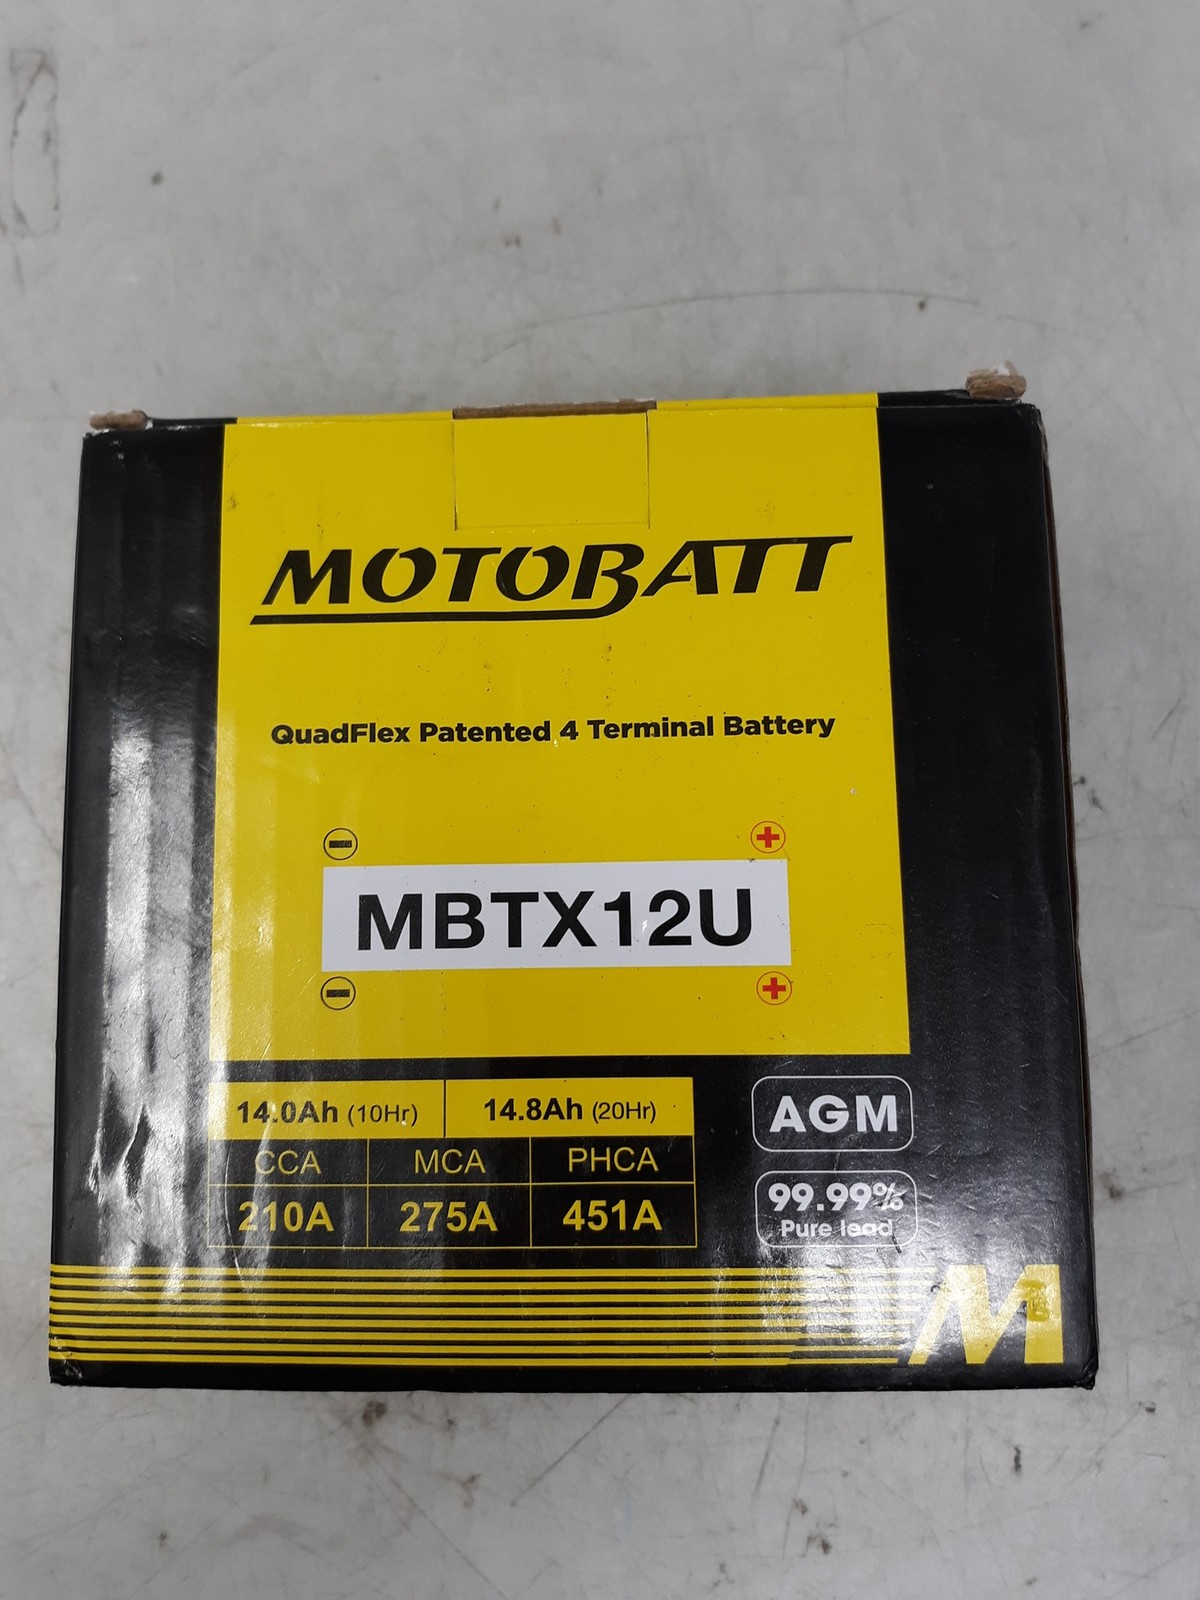 MOTOBATT
QuadFlex Patented 4 Terminal Battery
MBTX12U
14.0Ah (10Hr) 14.8Ah (20Hr)
CCA MCA PHCA
210A 275A 451A
AGM
99.99%
Pure lead
M